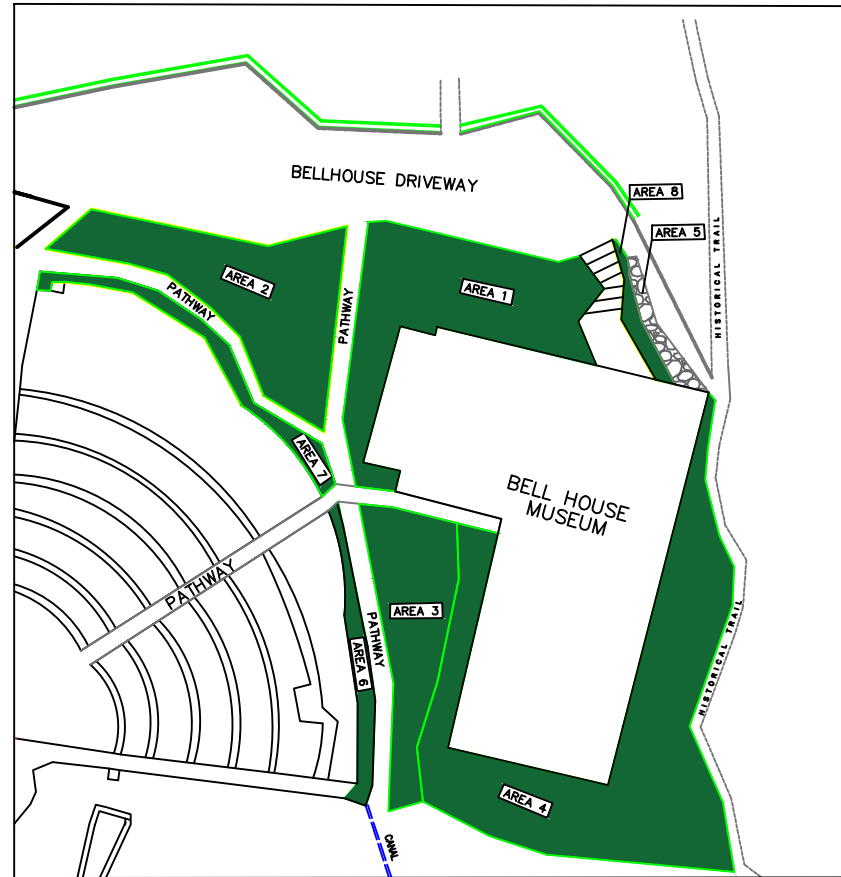 BELLHOUSE DRIVEWAY
AREA 8
AREA 5
HISTORICAL TRAIL
AREA 2
AREA 1
PATHWAY
PATHWAY
AREA 7
BELL HOUSE
MUSEUM
PATHWAY
AREA 3
PATHWAY
AREA 6
HISTORICAL TRAIL
AREA 4
CANAL